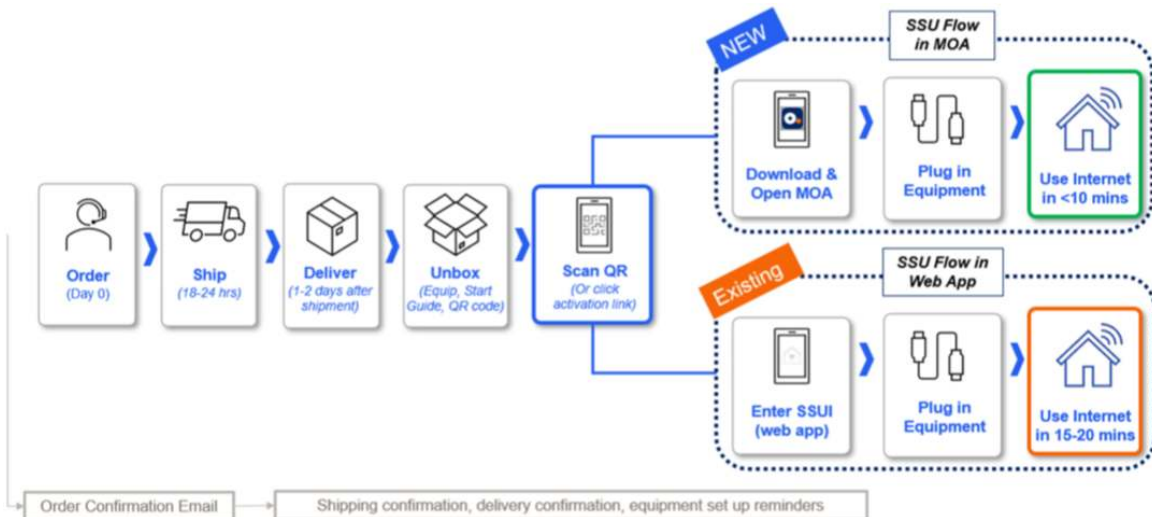 NEW
SSU Flow
in MOA
Download &
Open MOA
Plug in
Equipment
Use Internet
in <10 mins
Order
(Day 0)
Ship
(18-24 hrs)
Deliver
(1-2 days after
shipment)
Unbox
(Equip, Start
Guide, QR code)
Scan QR
(Or click
activation link)
Existing
SSU Flow in
Web App
Enter SSUI
(web app)
Plug in
Equipment
Use Internet
in 15-20 mins
Order Confirmation Email
Shipping confirmation, delivery confirmation, equipment set up reminders